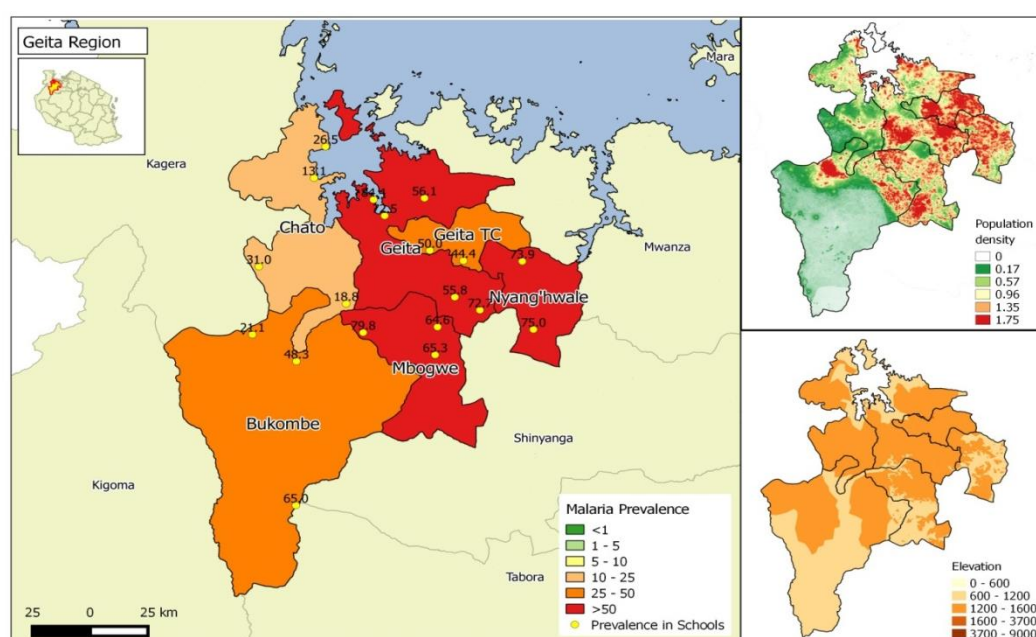 Geita Region
Mara
Kagera
26.5
13.1
56.1
Chato
Geita TC
Geita
50.0
44.4
73.9
Mwanza
31.0
18.8
55.8
Nyang'hwale
72.7
21.1
79.8
64.6
75.0
48.3
65.3
Mbogwe
Bukombe
Shinyanga
Kigoma
65.0
Tabora
25 0 25 km
Malaria Prevalence
<1
1 - 5
5 - 10
10 - 25
25 - 50
>50
Prevalence in Schools
Population
density
0
0.17
0.57
0.96
1.35
1.75
Elevation
0 - 600
600 - 1200
1200 - 1600
1600 - 3700
3700 - 9000